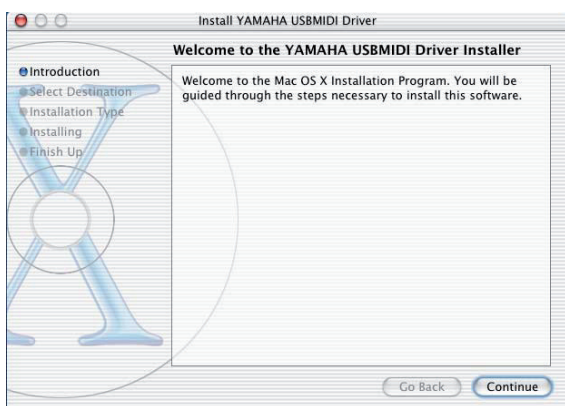 Install YAMAHA USBMIDI Driver
Welcome to the YAMAHA USBMIDI Driver Installer
Introduction
Select Destination
Installation Type
Installing
Finish Up
Welcome to the Mac OS X Installation Program. You will be
guided through the steps necessary to install this software.
Go Back
Continue